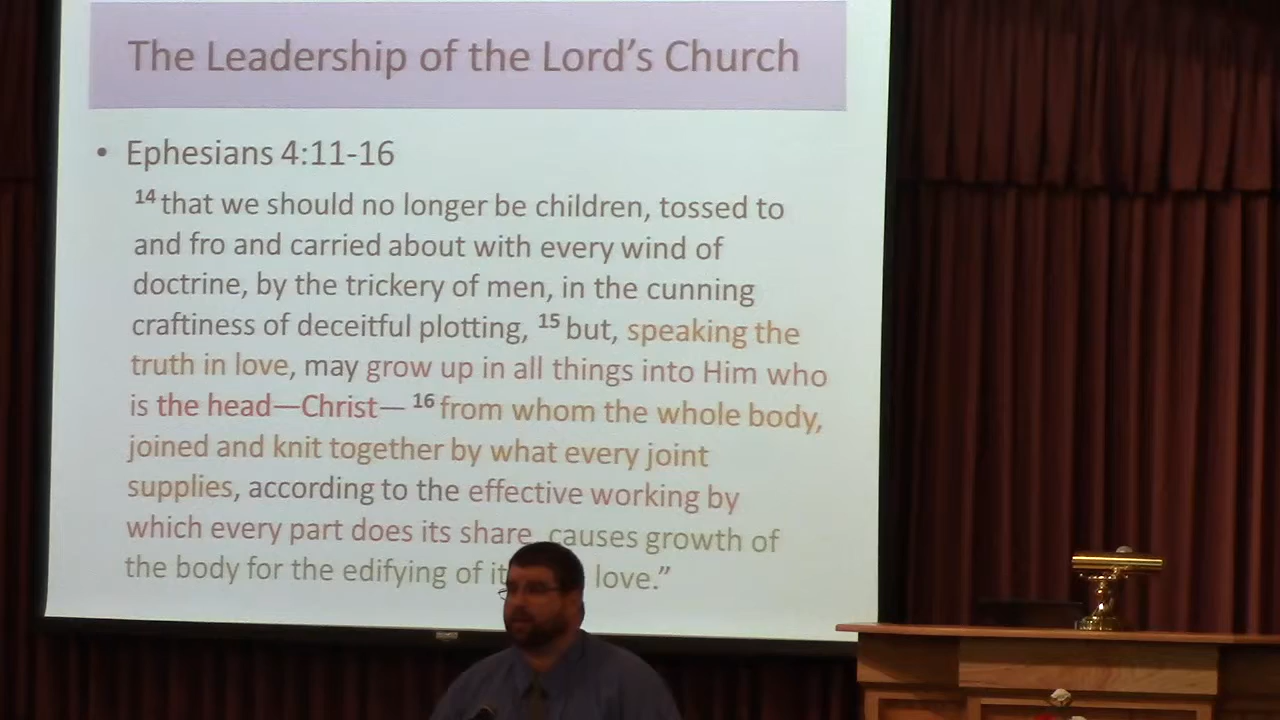 The Leadership of the Lord's Church
• Ephesians 4:11-16
14 that we should no longer be children, tossed to
and fro and carried about with every wind of
doctrine, by the trickery of men, in the cunning
craftiness of deceitful plotting, 15 but, speaking the
truth in love, may grow up in all things into Him who
is the head—Christ— 16 from whom the whole body,
joined and knit together by what every joint
supplies, according to the effective working by
which every part does its share, causes growth of
the body for the edifying of love."